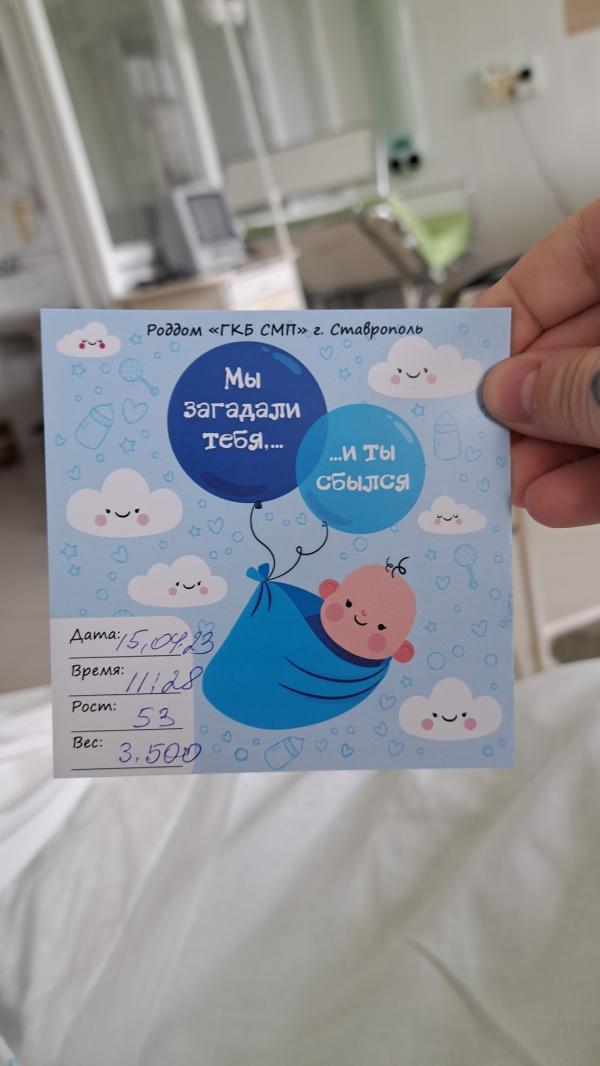 Роддом «ГКБ СМП» г. Ставрополь
Мы
загадали
тебя,...
...и ты
сбылся
Дата: 15,04.23
Время: 11:28
Рост: 53
Вес: 3.500